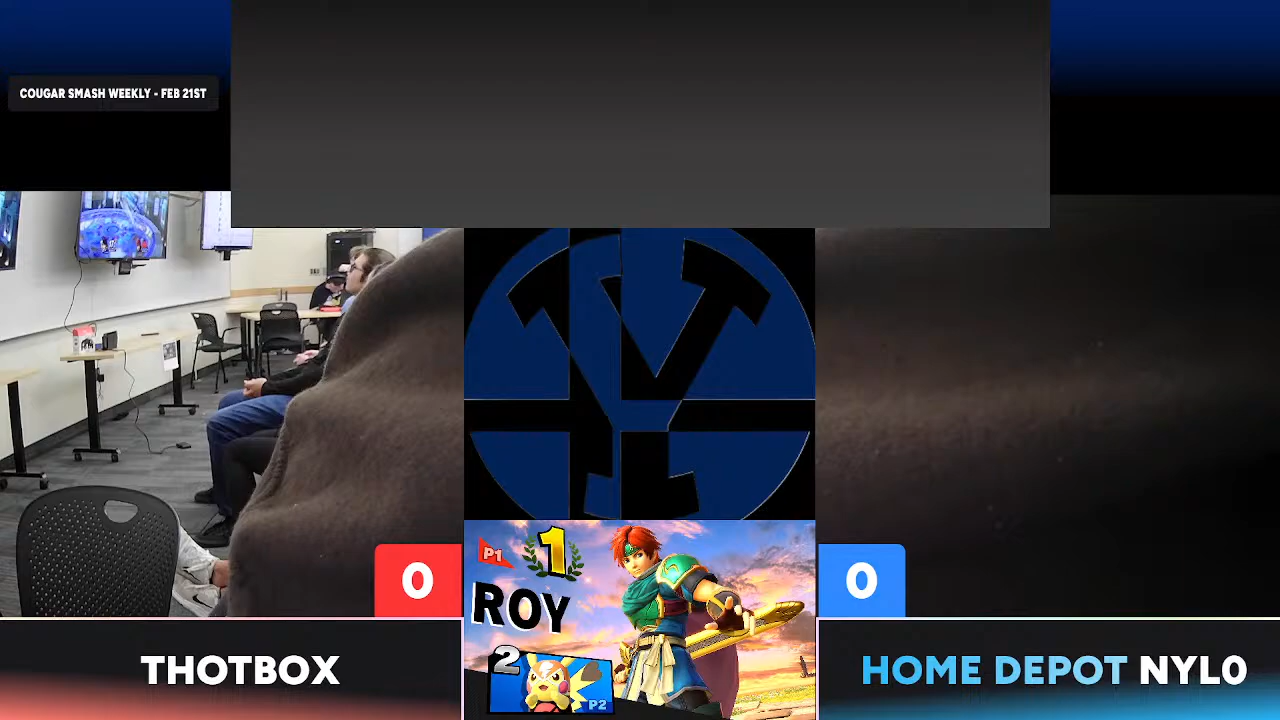 COUGAR SMASH WEEKLY - FEB 21ST
0
0
P1
1
ROY
2
P2
THOTBOX
HOME DEPOT NYL0